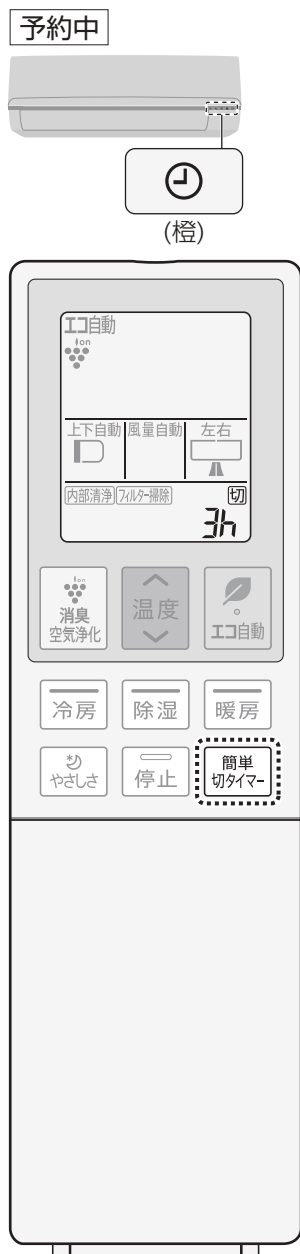 予約中
(橙)
エコ自動
ion
上下自動 風量自動 左右
内部清浄 フィルター掃除 切
3h
ion
消臭
空気浄化
温度
エコ自動
冷房 除湿 暖房
やさしさ 停止 簡単
切タイマー